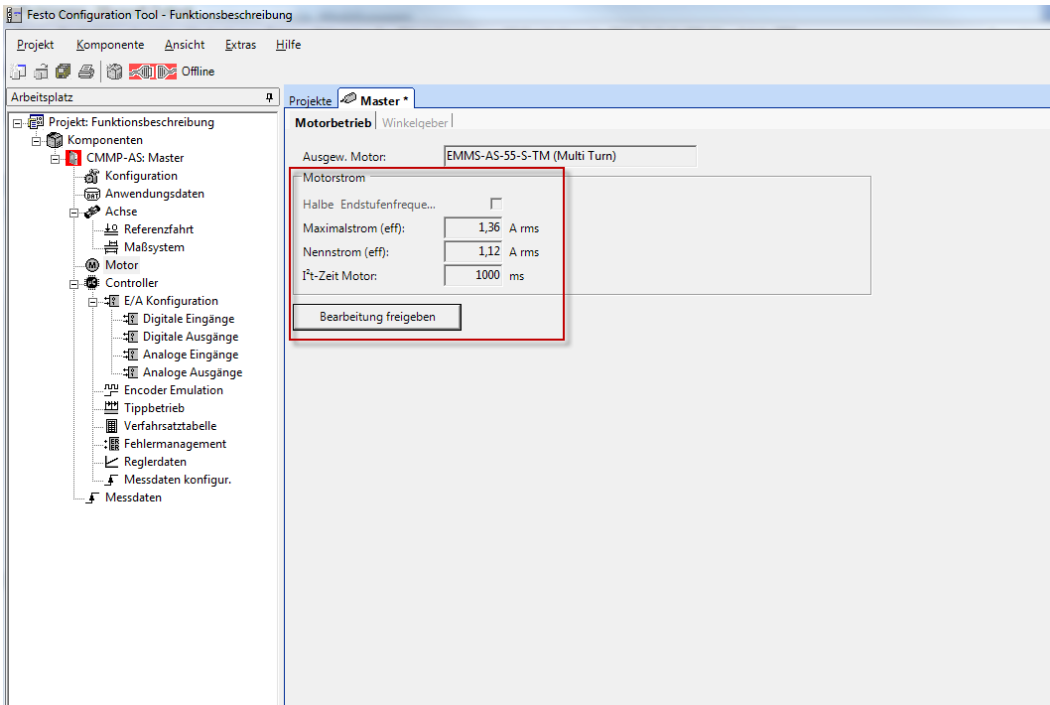 Festo Configuration Tool - Funktionsbeschreibung
Projekt Komponente Ansicht Extras Hilfe
Offline
Arbeitsplatz
Projekt: Funktionsbeschreibung
Komponenten
CMMP-AS: Master
Konfiguration
Anwendungsdaten
Achse
Referenzfahrt
Maßsystem
Motor
Controller
E/A Konfiguration
Digitale Eingänge
Digitale Ausgänge
Analoge Eingänge
Analoge Ausgänge
Encoder Emulation
Tippbetrieb
Verfahrsatztabelle
Fehlermanagement
Reglerdaten
Messdaten konfigur.
Messdaten
Projekte Master *
Motorbetrieb Winkelgeber
Ausgew. Motor: EMMS-AS-55-S-TM (Multi Turn)
Motorstrom
Halbe Endstufenfreque...
Maximalstrom (eff): 1,36 A rms
Nennstrom (eff): 1,12 A rms
I²t-Zeit Motor: 1000 ms
Bearbeitung freigeben